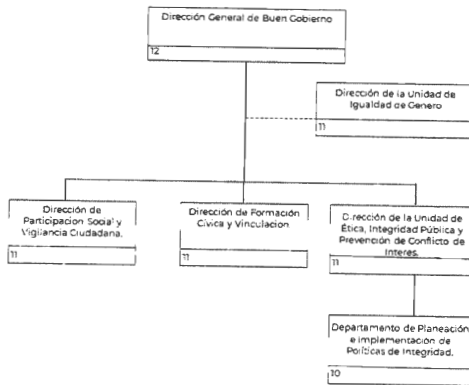 Dirección General de Buen Gobierno
12
Dirección de la Unidad de
Igualdad de Genero
11
Dirección de
Participacion Social y
Vigilancia Ciudadana.
11
Dirección de Formación
Cívica y Vinculacion
11
Dirección de la Unidad de
Ética, Integridad Pública y
Prevención de Conflicto de
Interes.
11
Departamento de Planeación
e Implementación de
Políticas de Integridad.
10